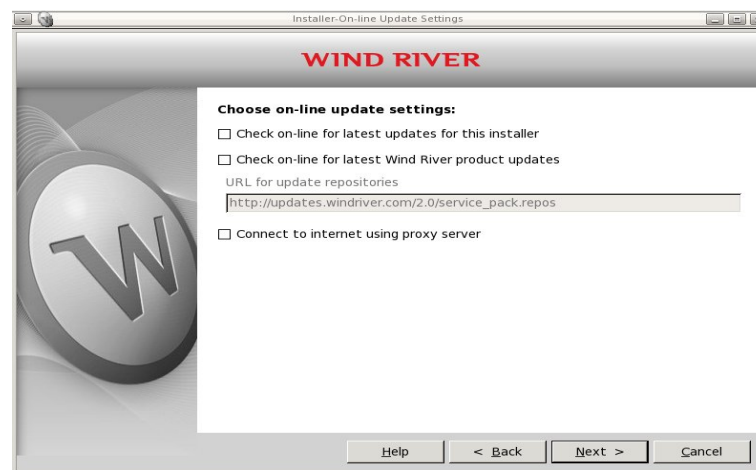 Installer-On-line Update Settings
WIND RIVER
Choose on-line update settings:
Check on-line for latest updates for this installer
Check on-line for latest Wind River product updates
URL for update repositories
http://updates.windriver.com/2.0/service_pack.repos
Connect to internet using proxy server
W
Help < Back Next > Cancel